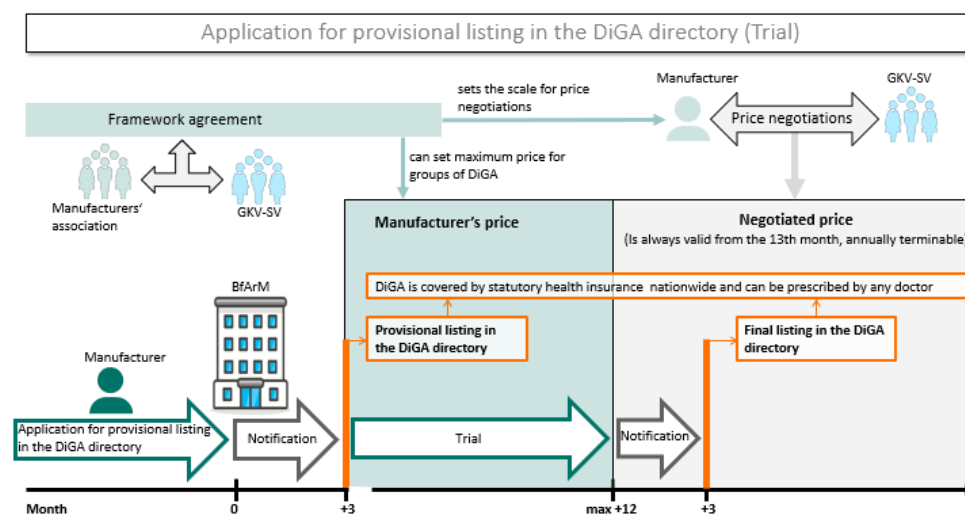 Application for provisional listing in the DiGA directory (Trial)
Manufacturer
GKV-SV
sets the scale for price
negotiations
Framework agreement
Price negotiations
can set maximum price for
groups of DiGA
Manufacturers'
association
GKV-SV
Manufacturer's price
Negotiated price
(Is always valid from the 13th month, annually terminable)
BfArM
DiGA is covered by statutory health insurance nationwide and can be prescribed by any doctor
Provisional listing in
the DiGA directory
Final listing in the DiGA
directory
Manufacturer
Application for provisional listing
in the DiGA directory
Notification
Trial
Notification
Month
0
+3
max +12
+3